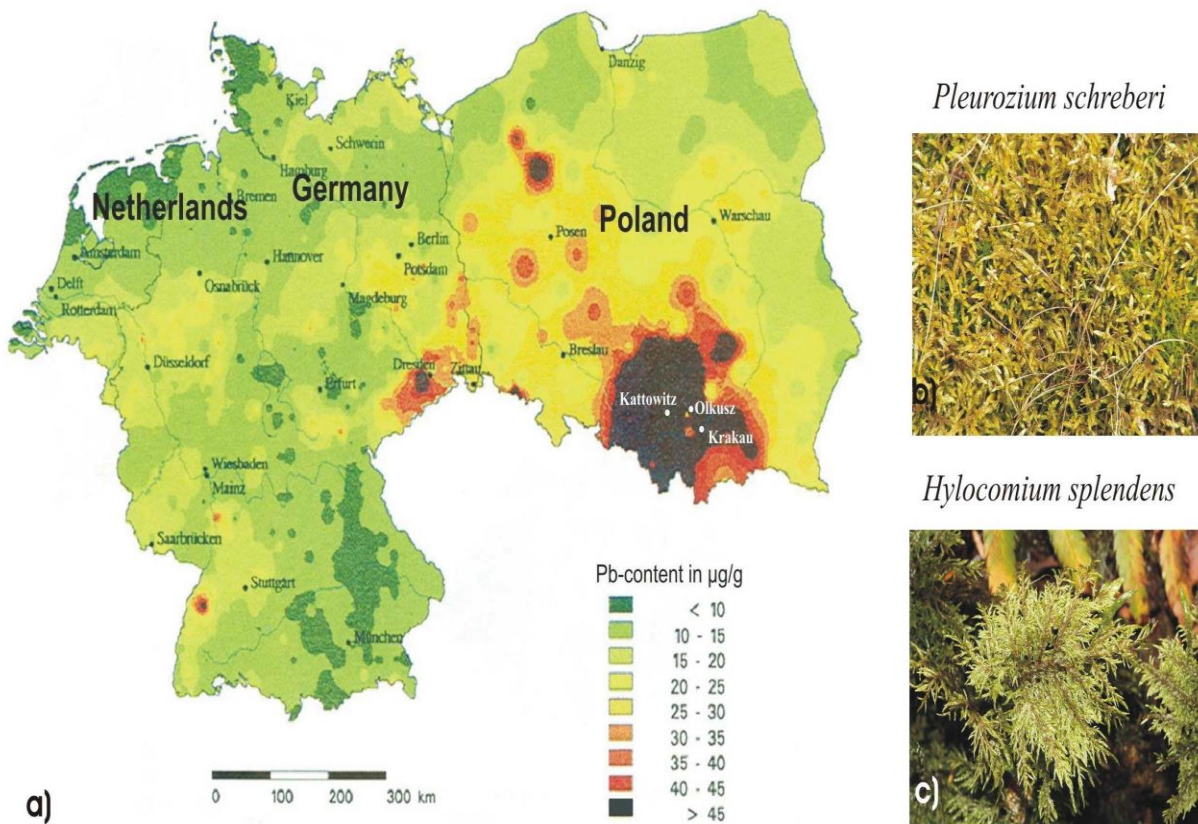 Kiel
Schwerin
Hamburg
Bremen
Netherlands
Germany
Amsterdam
Delft
Rotterdam
Osnabrück
Hannover
Berlin
Potsdam
Magdeburg
Düsseldorf
Dresden
Zittau
Erfurt
Wiesbaden
Mainz
Saarbrücken
Stuttgart
München
Danzig
Poland
Posen
Warschau
Breslau
Kattowitz
Olkusz
Krakau
Pb-content in µg/g
< 10
10 - 15
15 - 20
20 - 25
25 - 30
30 - 35
35 - 40
40 - 45
> 45
0 100 200 300 km
a)
Pleurozium schreberi
b)
Hylocomium splendens
c)